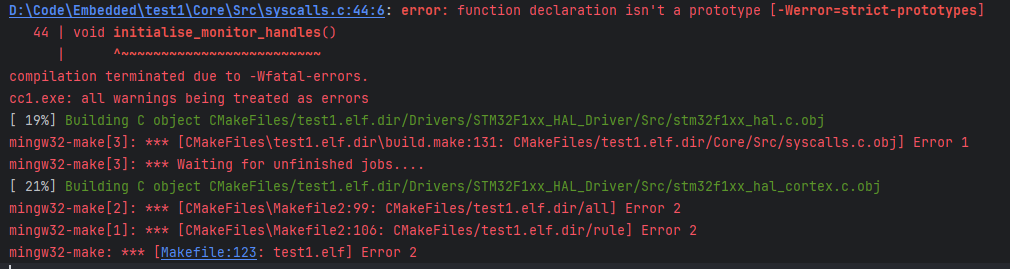 D:\Code\Embedded\test1\Core\Src\syscalls.c:44:6: error: function declaration isn't a prototype [-Werror=strict-prototypes]
   44 | void initialise_monitor_handles()
      |      ^~~~~~~~~~~~~~~~~~~~~~~~~~
compilation terminated due to -Wfatal-errors.
cc1.exe: all warnings being treated as errors
[ 19%] Building C object CMakeFiles/test1.elf.dir/Drivers/STM32F1xx_HAL_Driver/Src/stm32f1xx_hal.c.obj
mingw32-make[3]: *** [CMakeFiles\test1.elf.dir\build.make:131: CMakeFiles/test1.elf.dir/Core/Src/syscalls.c.obj] Error 1
mingw32-make[3]: *** Waiting for unfinished jobs....
[ 21%] Building C object CMakeFiles/test1.elf.dir/Drivers/STM32F1xx_HAL_Driver/Src/stm32f1xx_hal_cortex.c.obj
mingw32-make[2]: *** [CMakeFiles\Makefile2:99: CMakeFiles/test1.elf.dir/all] Error 2
mingw32-make[1]: *** [CMakeFiles\Makefile2:106: CMakeFiles/test1.elf.dir/rule] Error 2
mingw32-make: *** [Makefile:123: test1.elf] Error 2